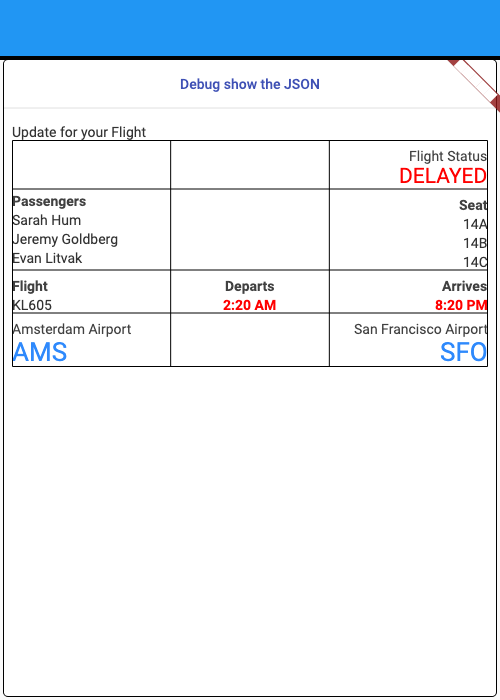 Debug show the JSON
Update for your Flight
Flight Status
DELAYED
Passengers Seat
Sarah Hum 14A
Jeremy Goldberg 14B
Evan Litvak 14C
Flight Departs Arrives
KL605 2:20 AM 8:20 PM
Amsterdam Airport San Francisco Airport
AMS SFO